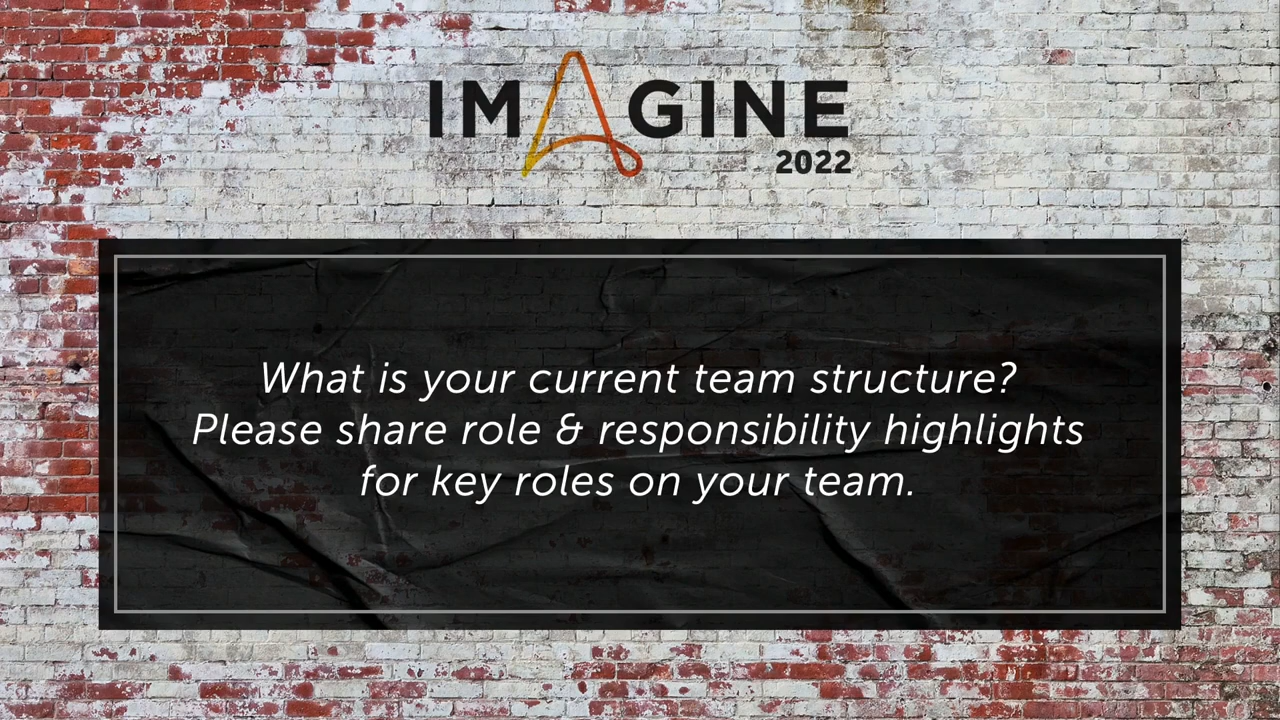 IMAGINE
2022
What is your current team structure?
Please share role & responsibility highlights
for key roles on your team.